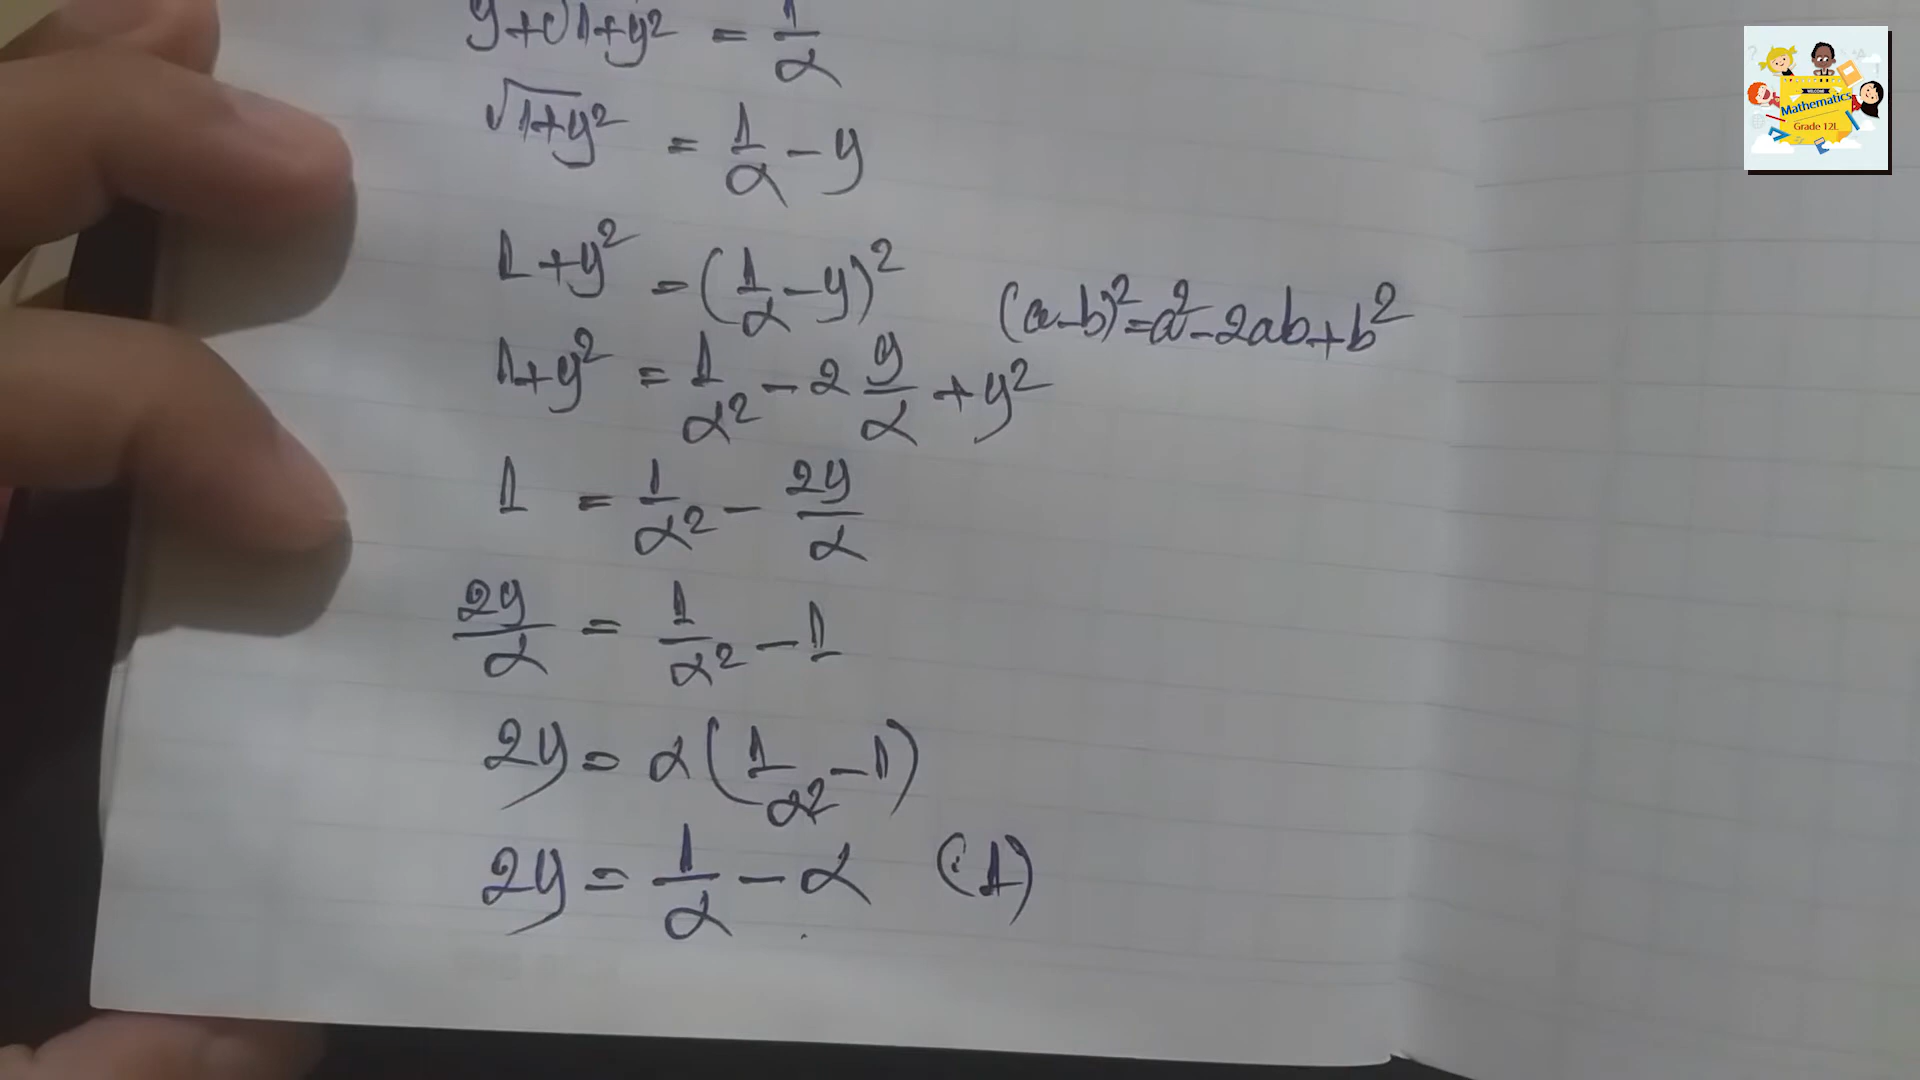 y+√1+y² = 1/α
√1+y² = 1/α - y
1+y² = (1/α - y)²
(a-b)² = a² - 2ab + b²
1+y² = 1/α² - 2 y/α + y²
1 = 1/α² - 2y/α
2y/α = 1/α² - 1
2y = α(1/α² - 1)
2y = 1/α - α (1)
WELCOME
Mathematics
Grade 12L